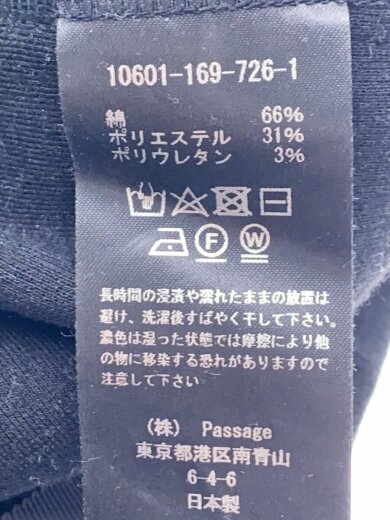 10601-169-726-1
綿 66%
ポリエステル 31%
ポリウレタン 3%
F W
長時間の浸漬や濡れたままの放置は
避け、洗濯後すばやく干して下さい。
濃色は湿った状態では摩擦により他
の物に移染する恐れがありますので
注意して下さい
(株) Passage
東京都港区南青山
6-4-6
日本製